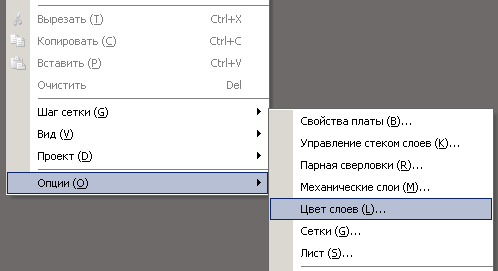 Вырезать (T) Ctrl+X
Копировать (C) Ctrl+C
Вставить (P) Ctrl+V
Очистить Del
Шаг сетки (G)
Вид (V)
Проект (D)
Опции (O)
Свойства платы (B)...
Управление стеком слоев (K)...
Парная сверловки (R)...
Механические слои (M)...
Цвет слоев (L)...
Сетки (G)...
Лист (S)...